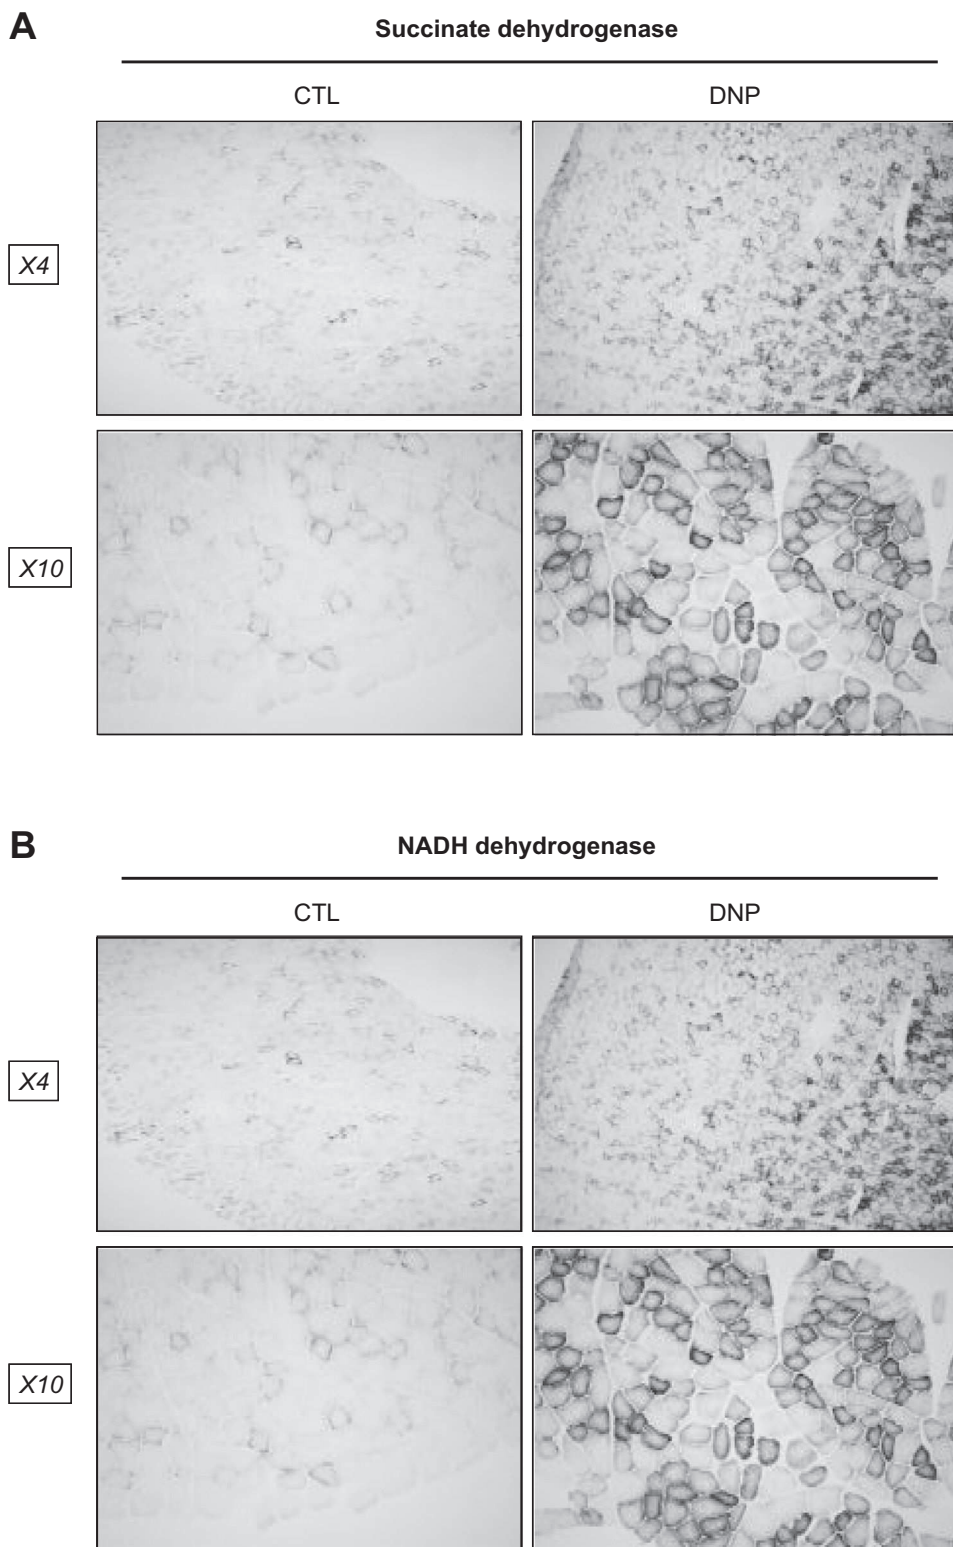 A
Succinate dehydrogenase
CTL DNP
X4
X10
B
NADH dehydrogenase
CTL DNP
X4
X10